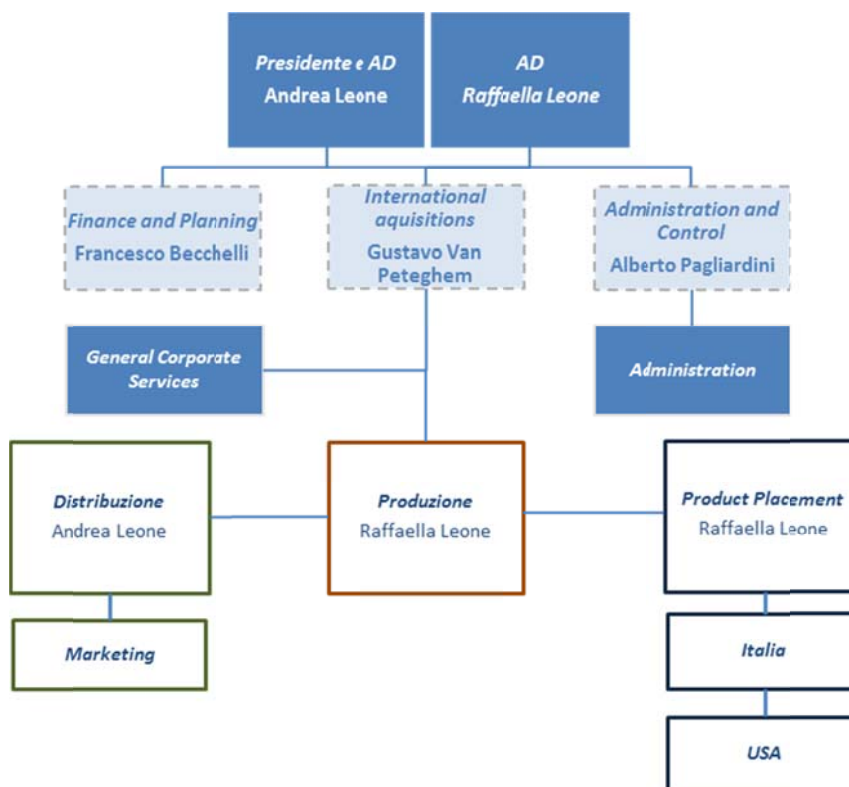 Presidente e AD
Andrea Leone
AD
Raffaella Leone
Finance and Planning
Francesco Becchelli
International
aquisitions
Gustavo Van
Peteghem
Administration and
Control
Alberto Pagliardini
General Corporate
Services
Administration
Distribuzione
Andrea Leone
Produzione
Raffaella Leone
Product Placement
Raffaella Leone
Marketing
Italia
USA